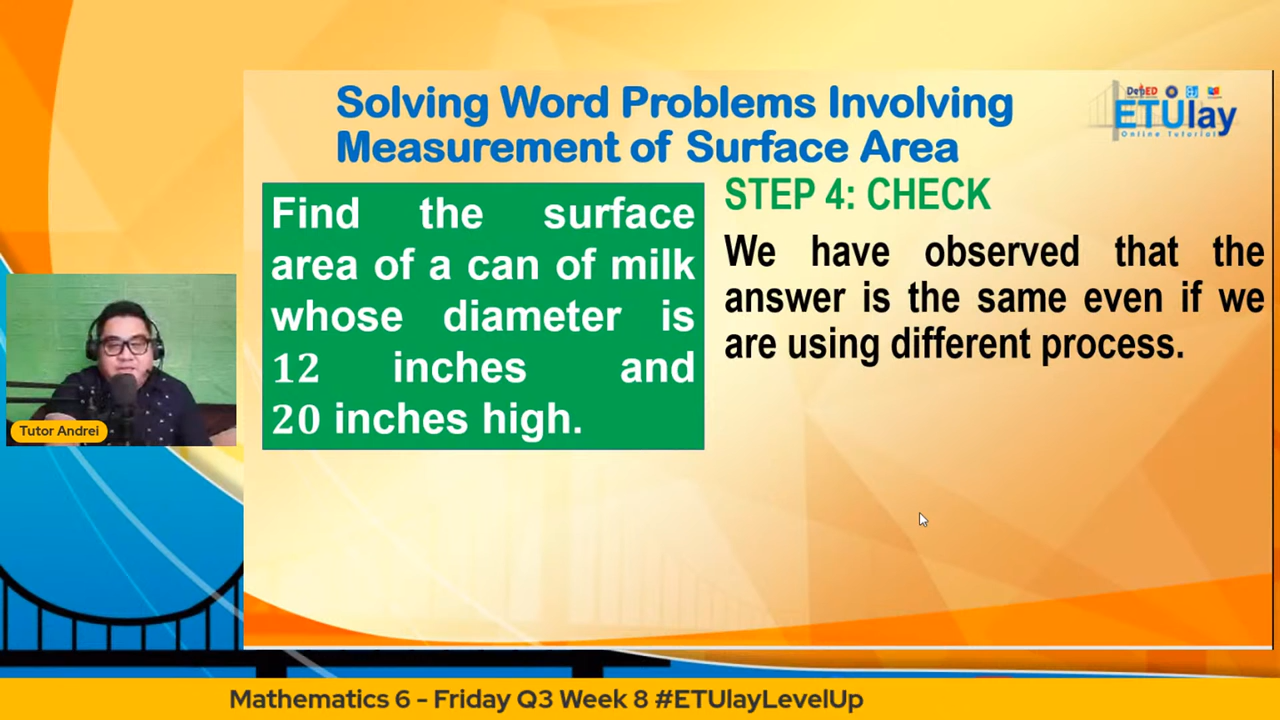 Solving Word Problems Involving
Measurement of Surface Area
DepED
ETUlay
Online Tutorial
Find the surface
area of a can of milk
whose diameter is
12 inches and
20 inches high.
STEP 4: CHECK
We have observed that the
answer is the same even if we
are using different process.
Tutor Andrei
Mathematics 6 - Friday Q3 Week 8 #ETUlayLevelUp